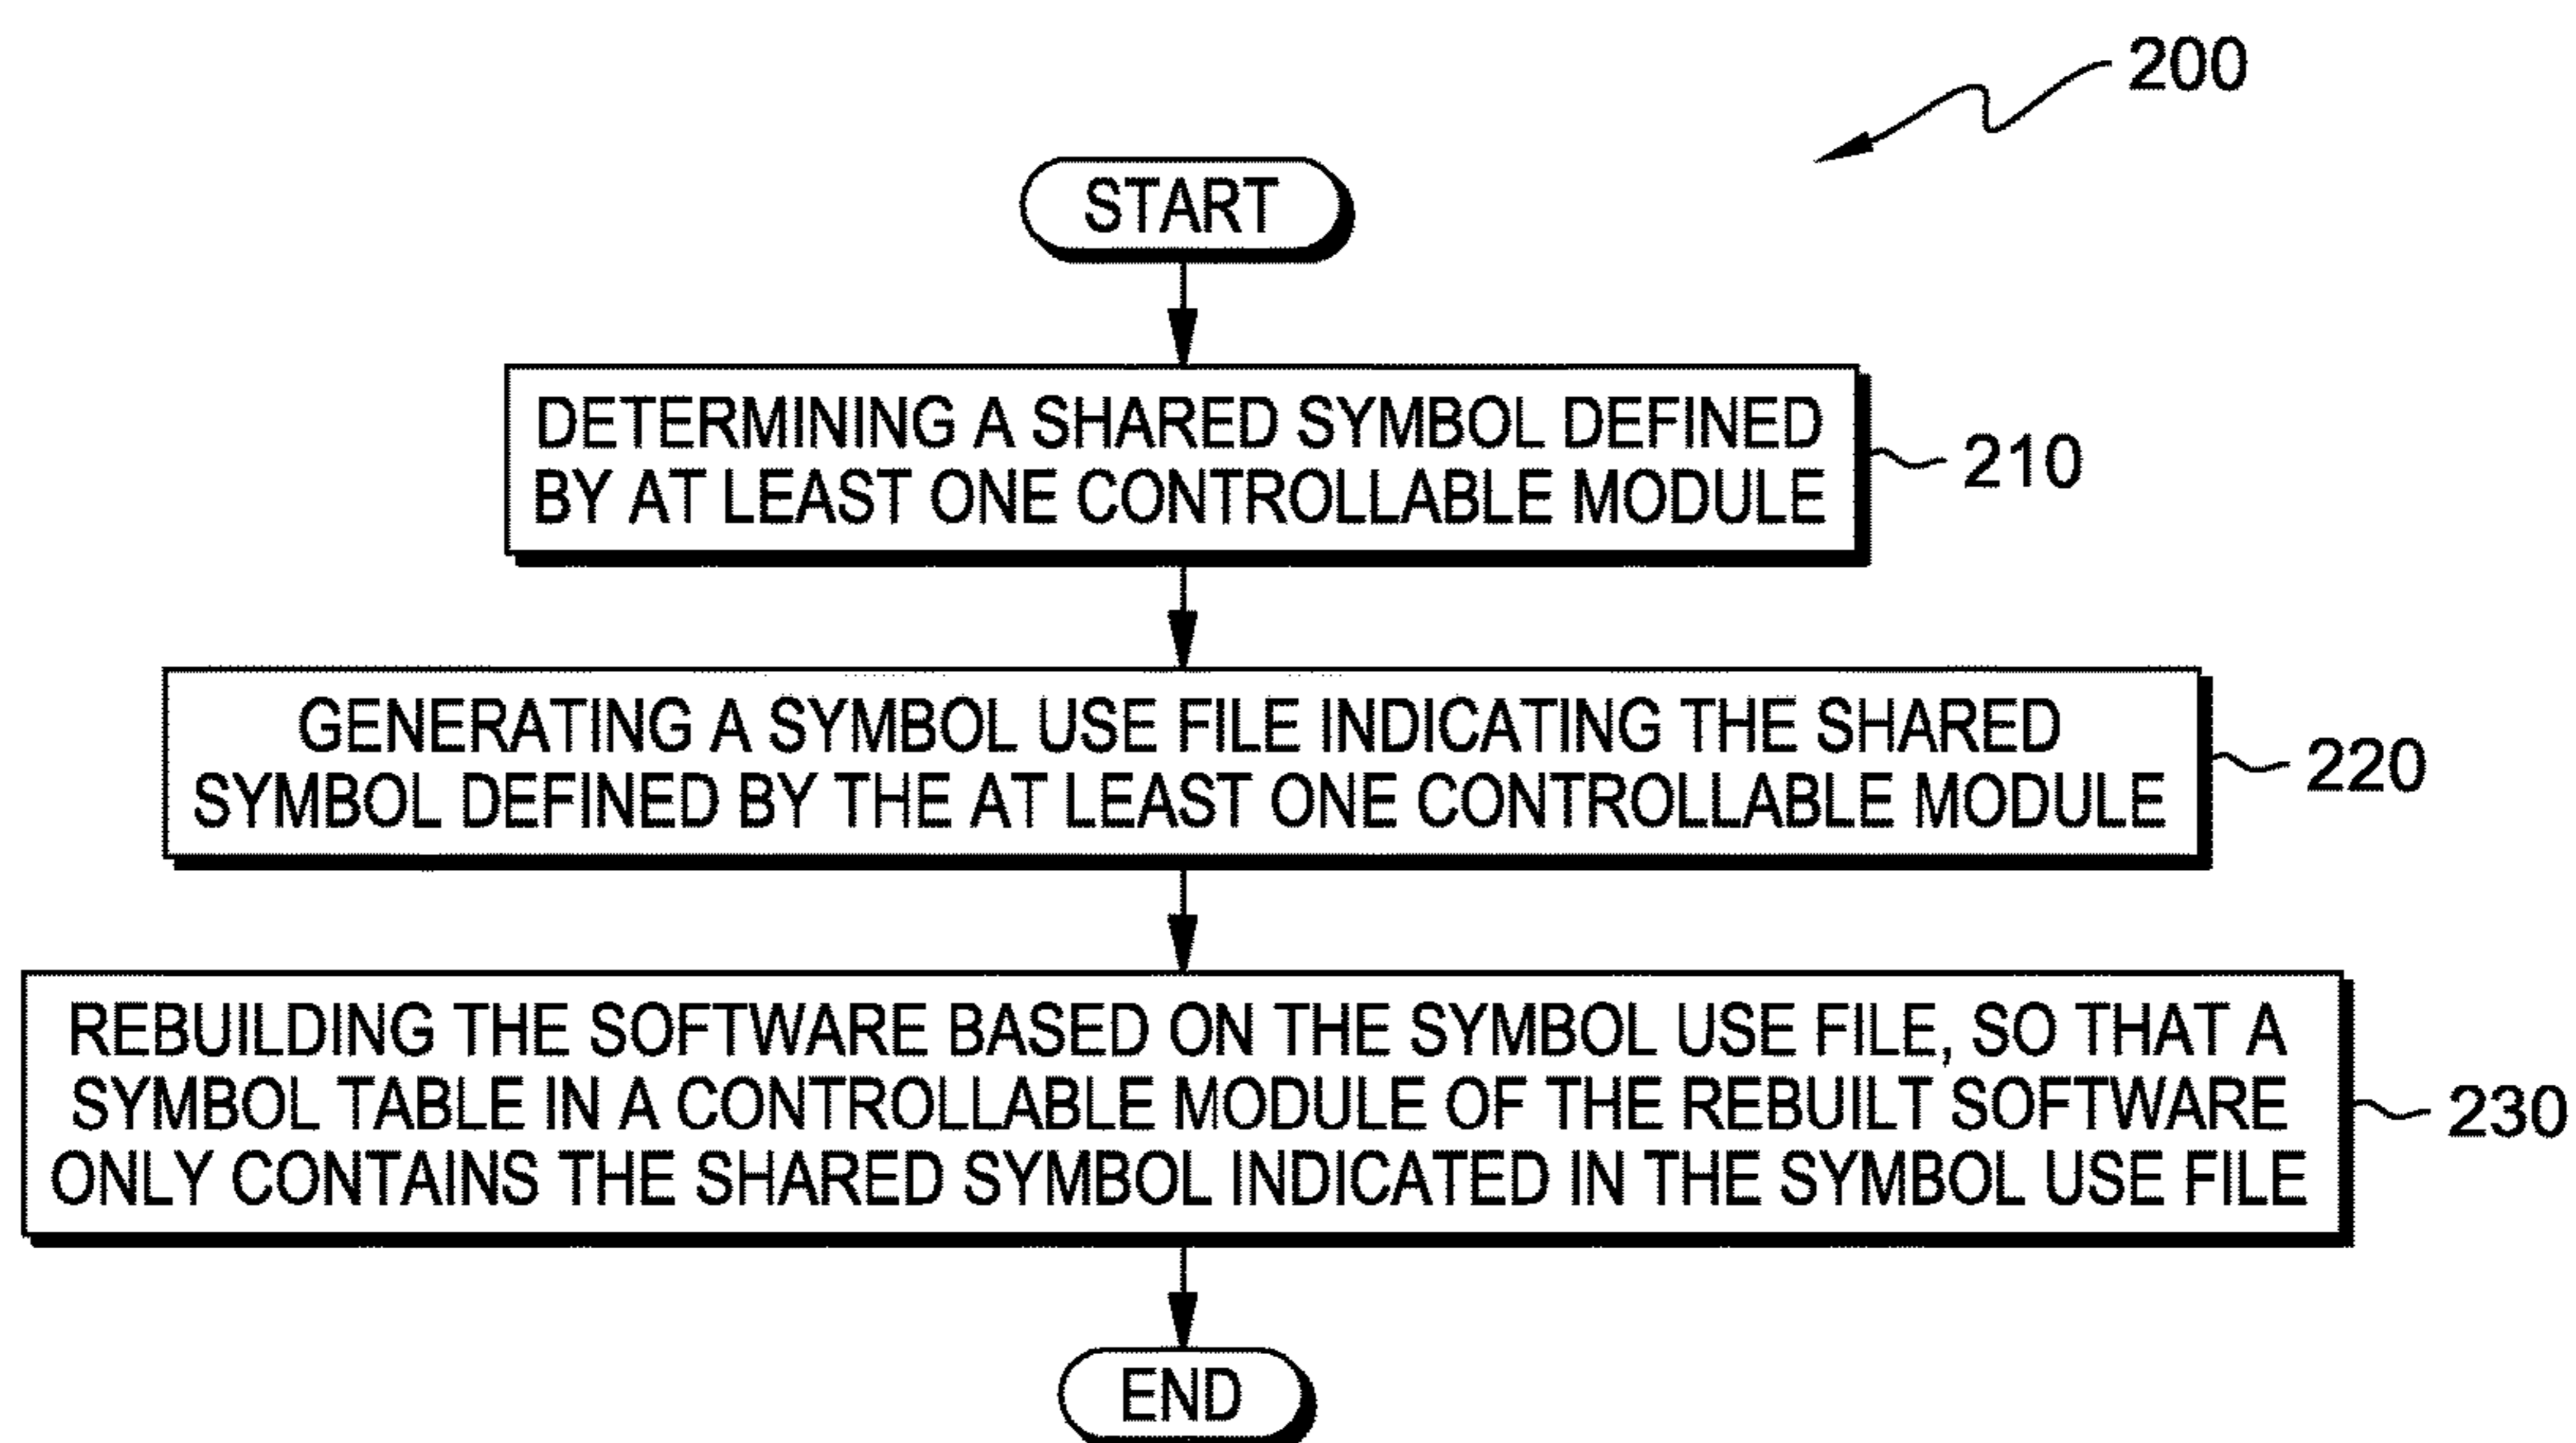 200
START
DETERMINING A SHARED SYMBOL DEFINED
BY AT LEAST ONE CONTROLLABLE MODULE
210
GENERATING A SYMBOL USE FILE INDICATING THE SHARED
SYMBOL DEFINED BY THE AT LEAST ONE CONTROLLABLE MODULE
220
REBUILDING THE SOFTWARE BASED ON THE SYMBOL USE FILE, SO THAT A
SYMBOL TABLE IN A CONTROLLABLE MODULE OF THE REBUILT SOFTWARE
ONLY CONTAINS THE SHARED SYMBOL INDICATED IN THE SYMBOL USE FILE
230
END